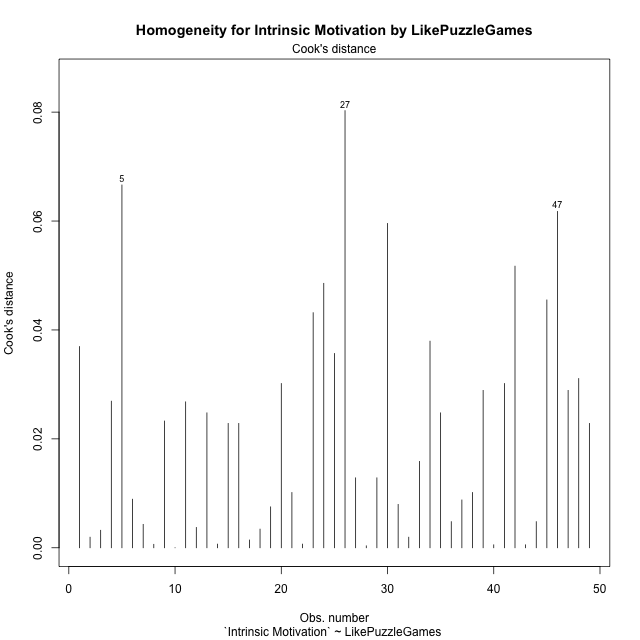 Homogeneity for Intrinsic Motivation by LikePuzzleGames
Cook's distance
27
5
47
Cook's distance
0.08
0.06
0.04
0.02
0.00
0 10 20 30 40 50
Obs. number
`Intrinsic Motivation` ~ LikePuzzleGames